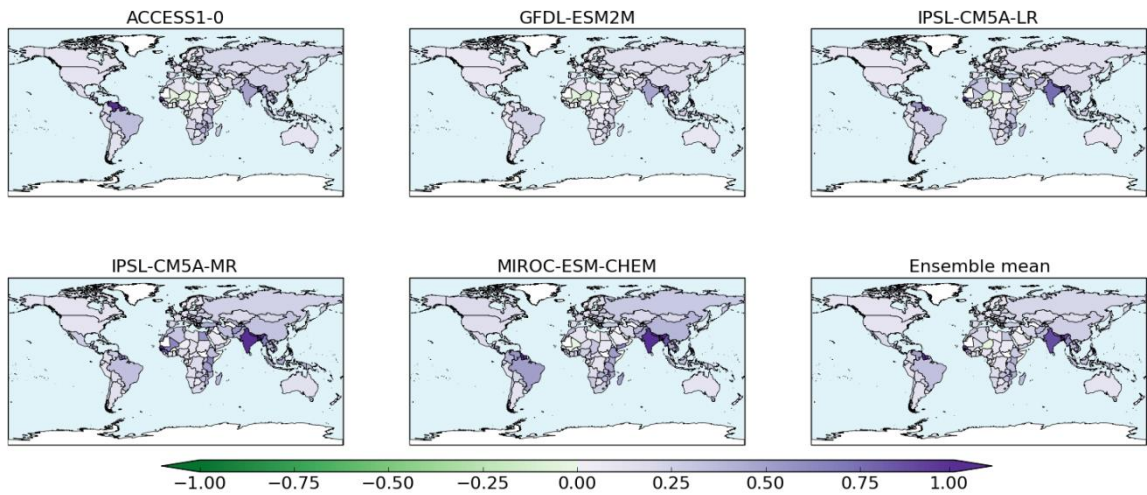 ACCESS1-0
GFDL-ESM2M
IPSL-CM5A-LR
IPSL-CM5A-MR
MIROC-ESM-CHEM
Ensemble mean
−1.00 −0.75 −0.50 −0.25 0.00 0.25 0.50 0.75 1.00